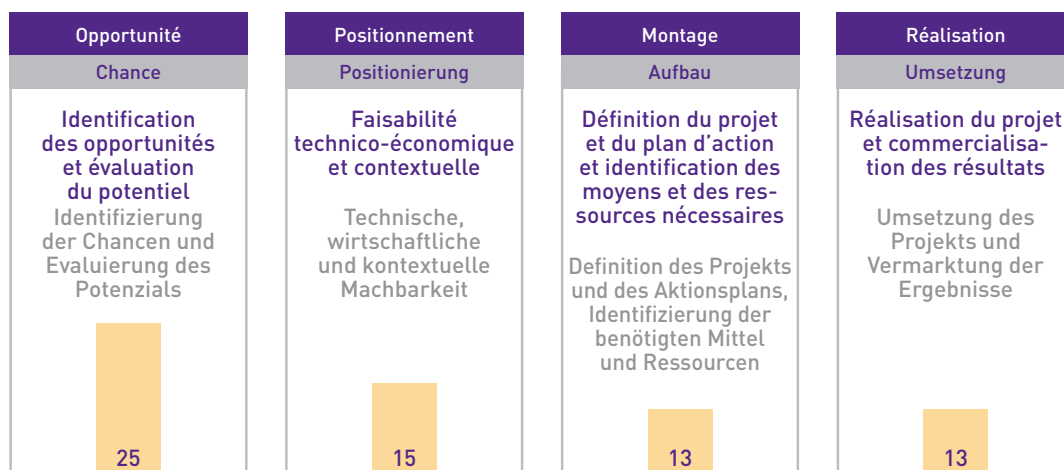 Opportunité
Chance
Identification
des opportunités
et évaluation
du potentiel
Identifizierung
der Chancen und
Evaluierung des
Potenzials
25
Positionnement
Positionierung
Faisabilité
technico-économique
et contextuelle
Technische,
wirtschaftliche
und kontextuelle
Machbarkeit
15
Montage
Aufbau
Définition du projet
et du plan d'action
et identification des
moyens et des res-
sources nécessaires
Definition des Projekts
und des Aktionsplans,
Identifizierung der
benötigten Mittel
und Ressourcen
13
Réalisation
Umsetzung
Réalisation du projet
et commercialisa-
tion des résultats
Umsetzung des
Projekts und
Vermarktung der
Ergebnisse
13